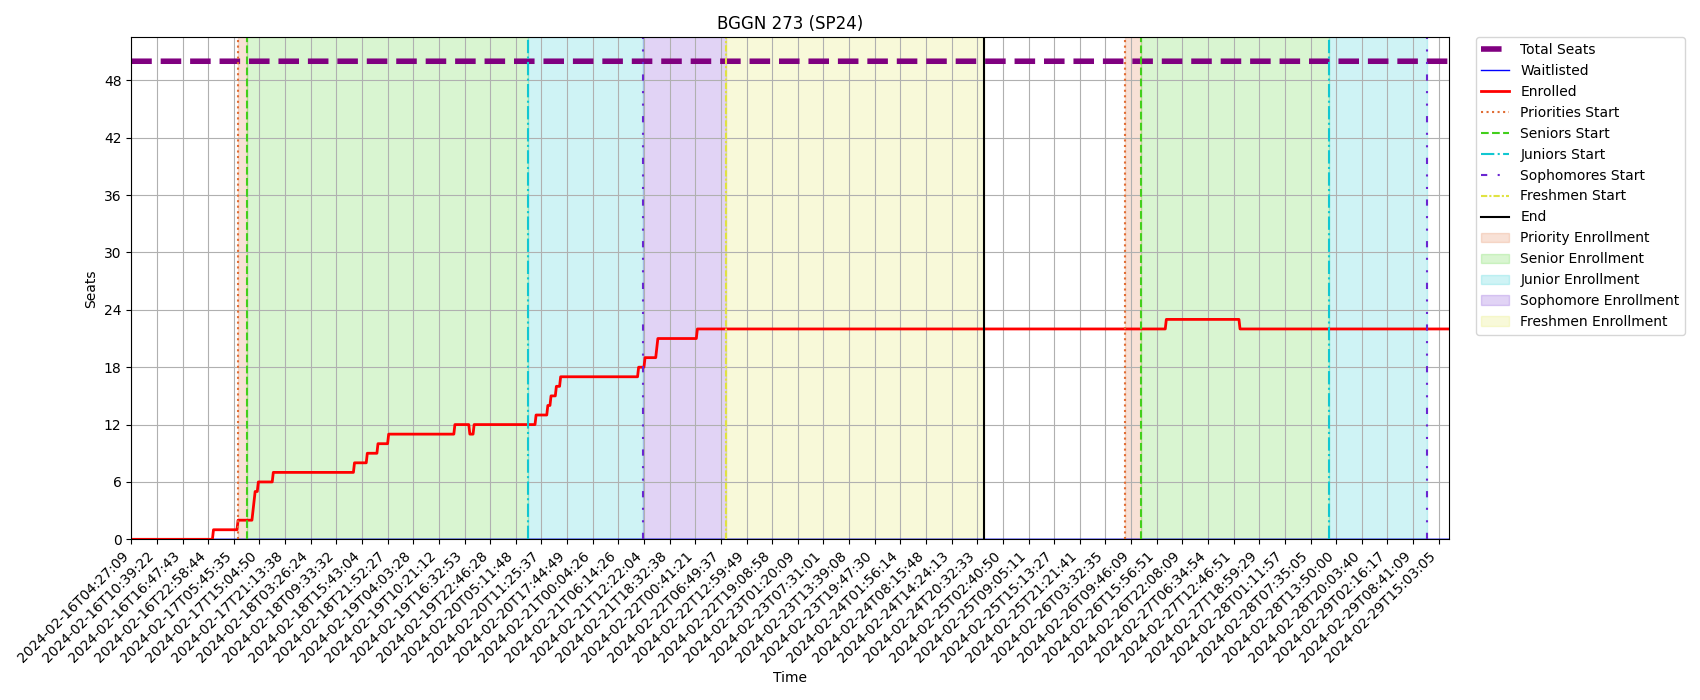 BGGN 273 (SP24)
Seats
48
42
36
30
24
18
12
6
0
2024-02-16T04:27:09
2024-02-16T10:39:22
2024-02-16T16:47:43
2024-02-16T22:58:44
2024-02-17T05:45:35
2024-02-17T15:04:50
2024-02-17T21:13:38
2024-02-18T03:26:24
2024-02-18T09:33:32
2024-02-18T15:43:04
2024-02-18T21:52:27
2024-02-19T04:03:28
2024-02-19T10:21:12
2024-02-19T16:32:53
2024-02-19T22:46:28
2024-02-20T05:11:48
2024-02-20T11:25:37
2024-02-20T17:44:49
2024-02-21T00:04:26
2024-02-21T06:14:26
2024-02-21T12:22:04
2024-02-21T18:32:38
2024-02-22T00:41:21
2024-02-22T06:49:37
2024-02-22T12:59:49
2024-02-22T19:08:58
2024-02-23T01:20:09
2024-02-23T07:31:01
2024-02-23T13:39:08
2024-02-23T19:47:30
2024-02-24T01:56:14
2024-02-24T08:15:48
2024-02-24T14:24:13
2024-02-24T20:32:33
2024-02-25T02:40:50
2024-02-25T09:05:11
2024-02-25T15:13:27
2024-02-25T21:21:41
2024-02-26T03:32:35
2024-02-26T09:46:09
2024-02-26T15:56:51
2024-02-26T22:08:09
2024-02-27T06:34:54
2024-02-27T12:46:51
2024-02-27T18:59:29
2024-02-28T01:11:57
2024-02-28T07:35:05
2024-02-28T13:50:00
2024-02-28T20:03:40
2024-02-29T02:16:17
2024-02-29T08:41:09
2024-02-29T15:03:05
Time
Total Seats
Waitlisted
Enrolled
Priorities Start
Seniors Start
Juniors Start
Sophomores Start
Freshmen Start
End
Priority Enrollment
Senior Enrollment
Junior Enrollment
Sophomore Enrollment
Freshmen Enrollment